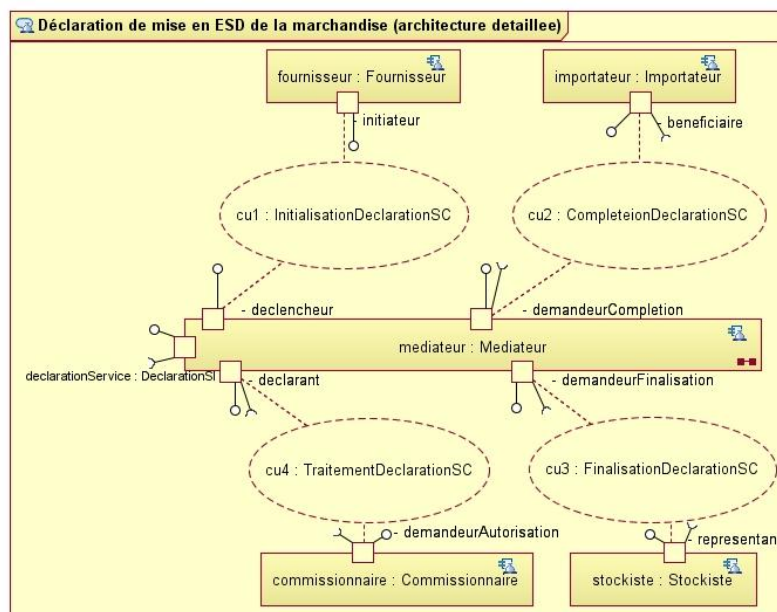 Déclaration de mise en ESD de la marchandise (architecture detaillee)
fournisseur : Fournisseur
importateur : Importateur
- initiateur
- beneficiaire
cu1 : InitialisationDeclarationSC
cu2 : CompleteionDeclarationSC
- declencheur
- demandeurCompletion
mediateur : Mediateur
declarationService : DeclarationSI
- declarant
- demandeurFinalisation
cu4 : TraitementDeclarationSC
cu3 : FinalisationDeclarationSC
- demandeurAutorisation
- representan
commissionnaire : Commissionnaire
stockiste : Stockiste